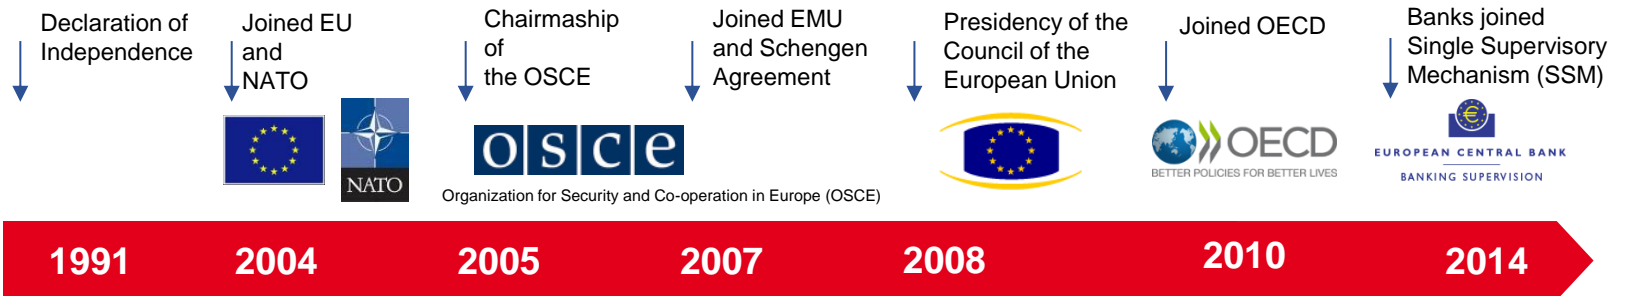 Declaration of
Independence
Joined EU
and
NATO
Chairmaship
of
the OSCE
Joined EMU
and Schengen
Agreement
Presidency of the
Council of the
European Union
Joined OECD
Banks joined
Single Supervisory
Mechanism (SSM)
NATO
osce
Organization for Security and Co-operation in Europe (OSCE)
OECD
BETTER POLICIES FOR BETTER LIVES
€
EUROPEAN CENTRAL BANK
BANKING SUPERVISION
1991
2004
2005
2007
2008
2010
2014